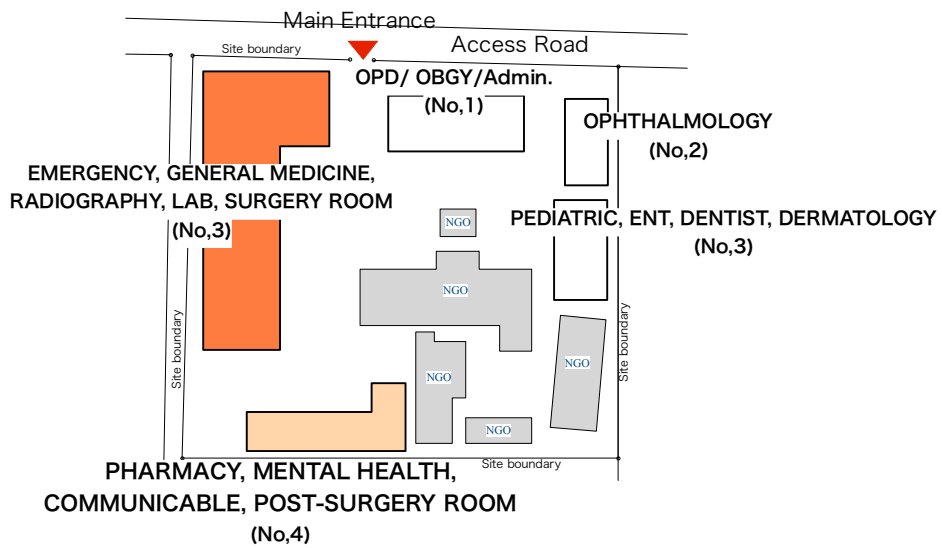 Main Entrance
Access Road
Site boundary
OPD/ OBGY/Admin.
(No,1)
OPHTHALMOLOGY
(No,2)
EMERGENCY, GENERAL MEDICINE,
RADIOGRAPHY, LAB, SURGERY ROOM
(No,3)
PEDIATRIC, ENT, DENTIST, DERMATOLOGY
(No,3)
NGO
NGO
NGO
NGO
NGO
Site boundary
Site boundary
Site boundary
PHARMACY, MENTAL HEALTH,
COMMUNICABLE, POST-SURGERY ROOM
(No,4)